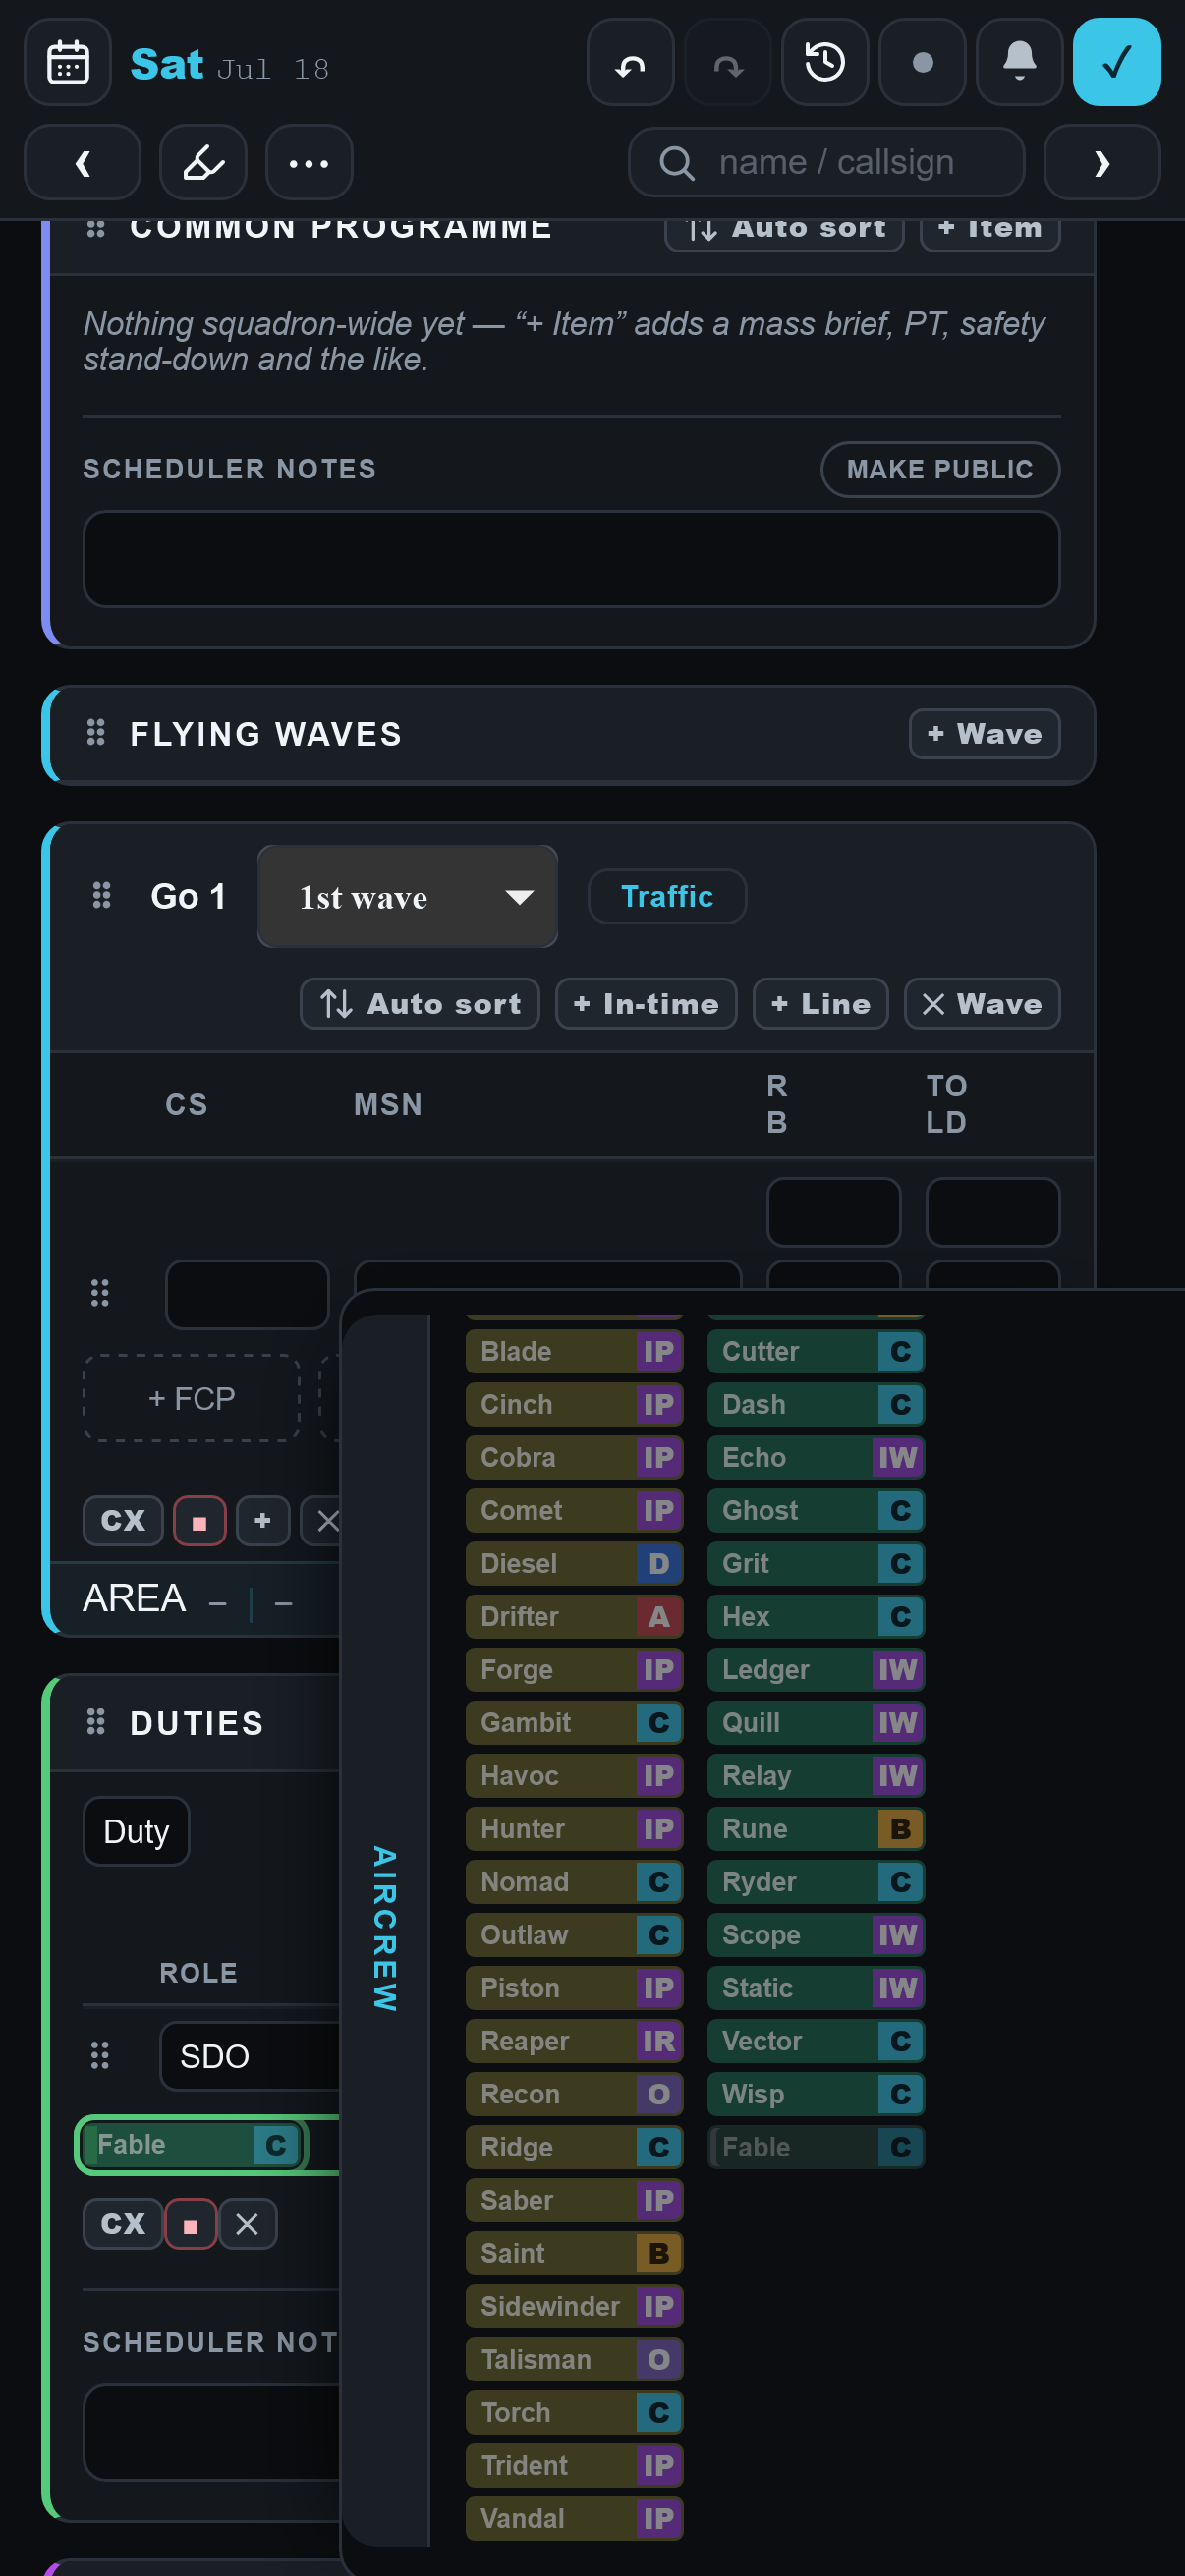 Sat Jul 18
name / callsign
COMMON PROGRAMME Auto sort + Item
Nothing squadron-wide yet — “+ Item” adds a mass brief, PT, safety
stand-down and the like.
SCHEDULER NOTES MAKE PUBLIC
FLYING WAVES + Wave
Go 1 1st wave Traffic
Auto sort + In-time + Line × Wave
CS MSN R B TO LD
+ FCP
CX + ×
AREA – | –
DUTIES
Duty
ROLE
SDO
Fable C
CX ×
SCHEDULER NOT
AIRCREW
Blade IP Cutter C
Cinch IP Dash C
Cobra IP Echo IW
Comet IP Ghost C
Diesel D Grit C
Drifter A Hex C
Forge IP Ledger IW
Gambit C Quill IW
Havoc IP Relay IW
Hunter IP Rune B
Nomad C Ryder C
Outlaw C Scope IW
Piston IP Static IW
Reaper IR Vector C
Recon O Wisp C
Ridge C Fable C
Saber IP
Saint B
Sidewinder IP
Talisman O
Torch C
Trident IP
Vandal IP